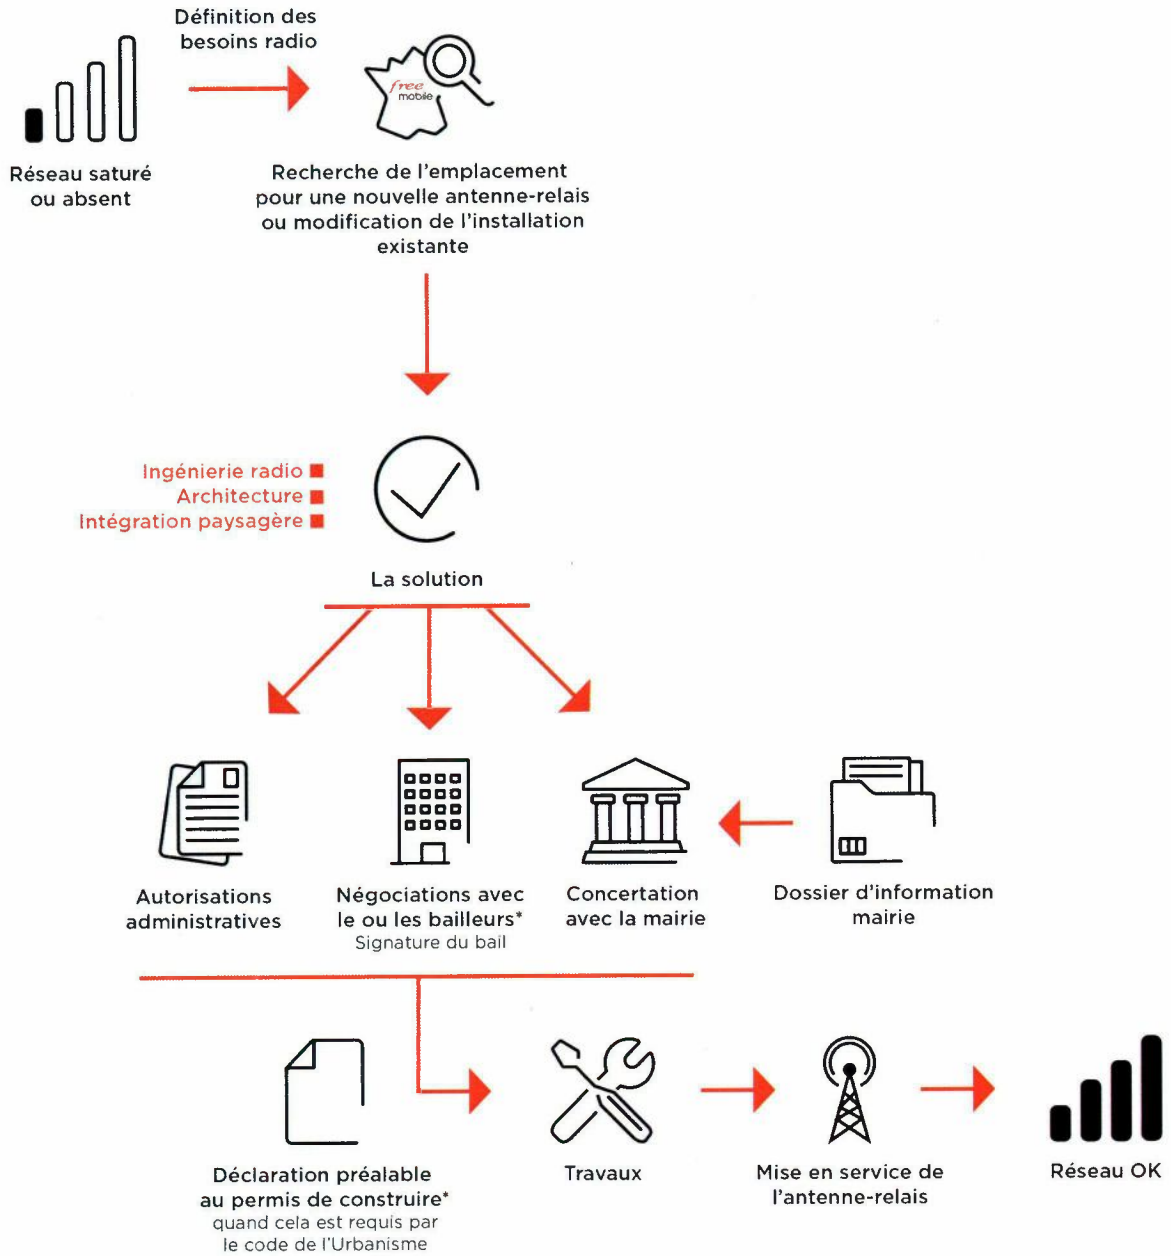 Définition des
besoins radio
free
mobile
Réseau saturé
ou absent
Recherche de l'emplacement
pour une nouvelle antenne-relais
ou modification de l'installation
existante
Ingénierie radio
Architecture
Intégration paysagère
La solution
Autorisations
administratives
Négociations avec
le ou les bailleurs*
Signature du bail
Concertation
avec la mairie
Dossier d'information
mairie
Déclaration préalable
au permis de construire*
quand cela est requis par
le code de l'Urbanisme
Travaux
Mise en service de
l'antenne-relais
Réseau OK